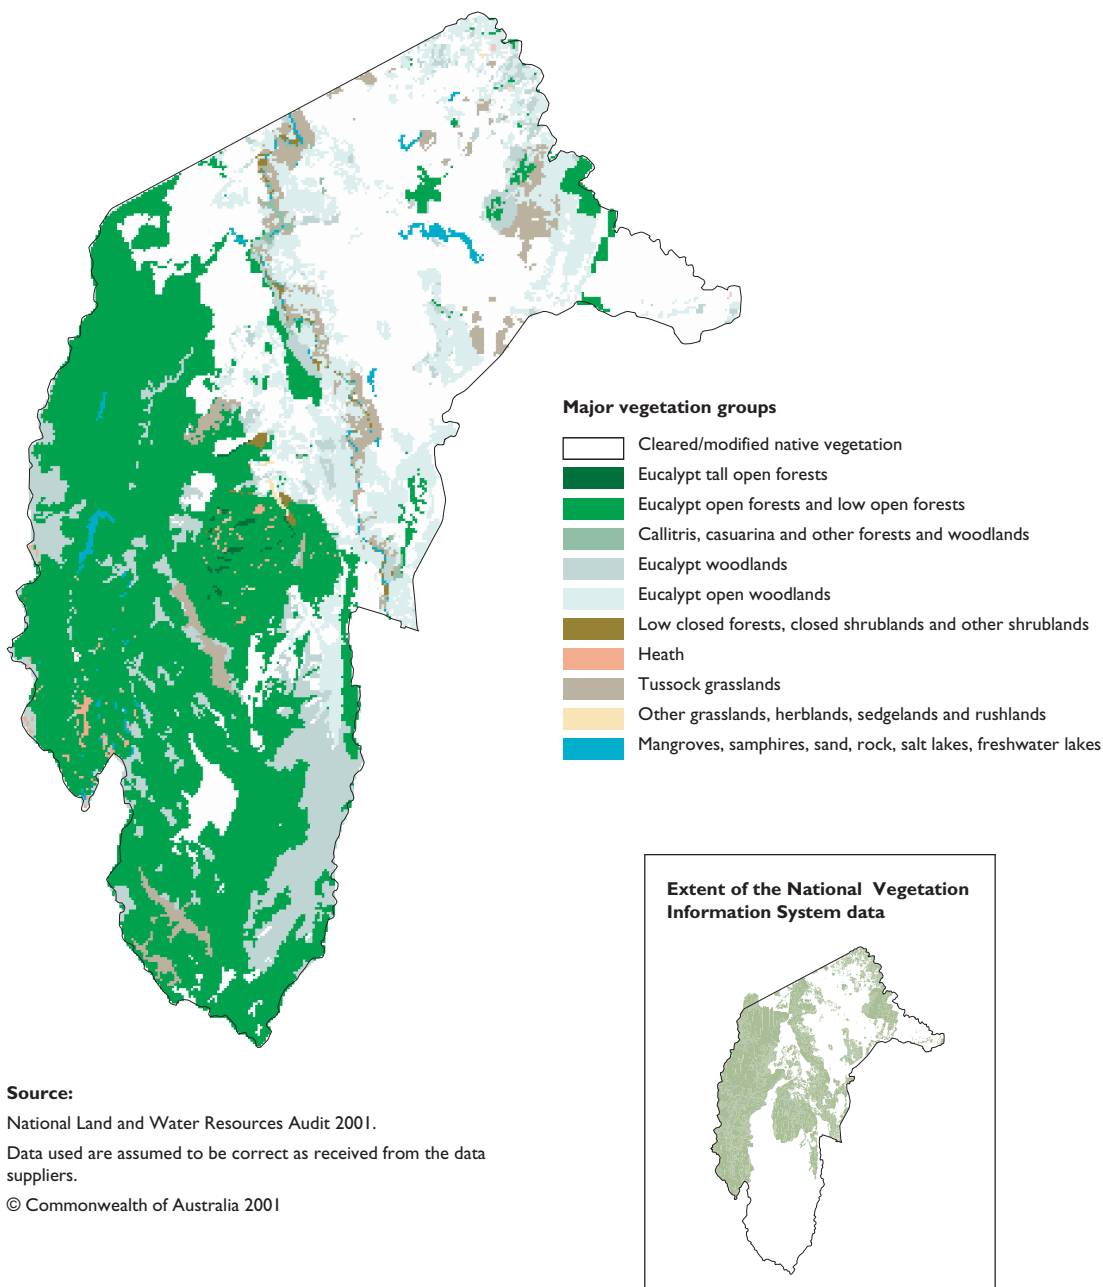 Major vegetation groups
Cleared/modified native vegetation
Eucalypt tall open forests
Eucalypt open forests and low open forests
Callitris, casuarina and other forests and woodlands
Eucalypt woodlands
Eucalypt open woodlands
Low closed forests, closed shrublands and other shrublands
Heath
Tussock grasslands
Other grasslands, herblands, sedgelands and rushlands
Mangroves, samphires, sand, rock, salt lakes, freshwater lakes
Extent of the National Vegetation
Information System data
Source:
National Land and Water Resources Audit 2001.
Data used are assumed to be correct as received from the data
suppliers.
© Commonwealth of Australia 2001